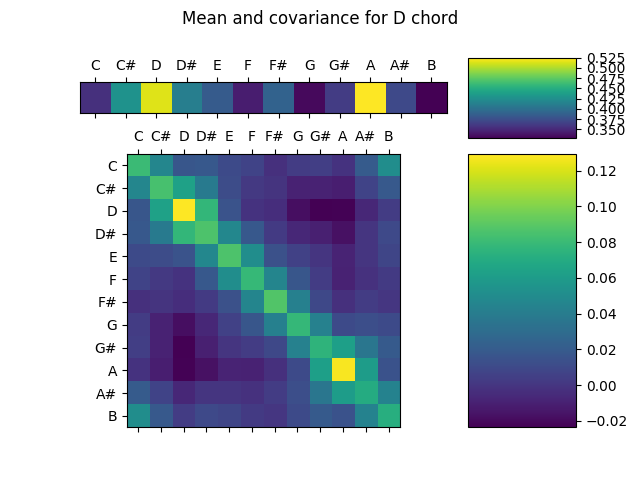 Mean and covariance for D chord
C C# D D# E F F# G G# A A# B
0.525
0.500
0.475
0.450
0.425
0.400
0.375
0.350
C C# D D# E F F# G G# A A# B
C
C#
D
D#
E
F
F#
G
G#
A
A#
B
0.12
0.10
0.08
0.06
0.04
0.02
0.00
−0.02